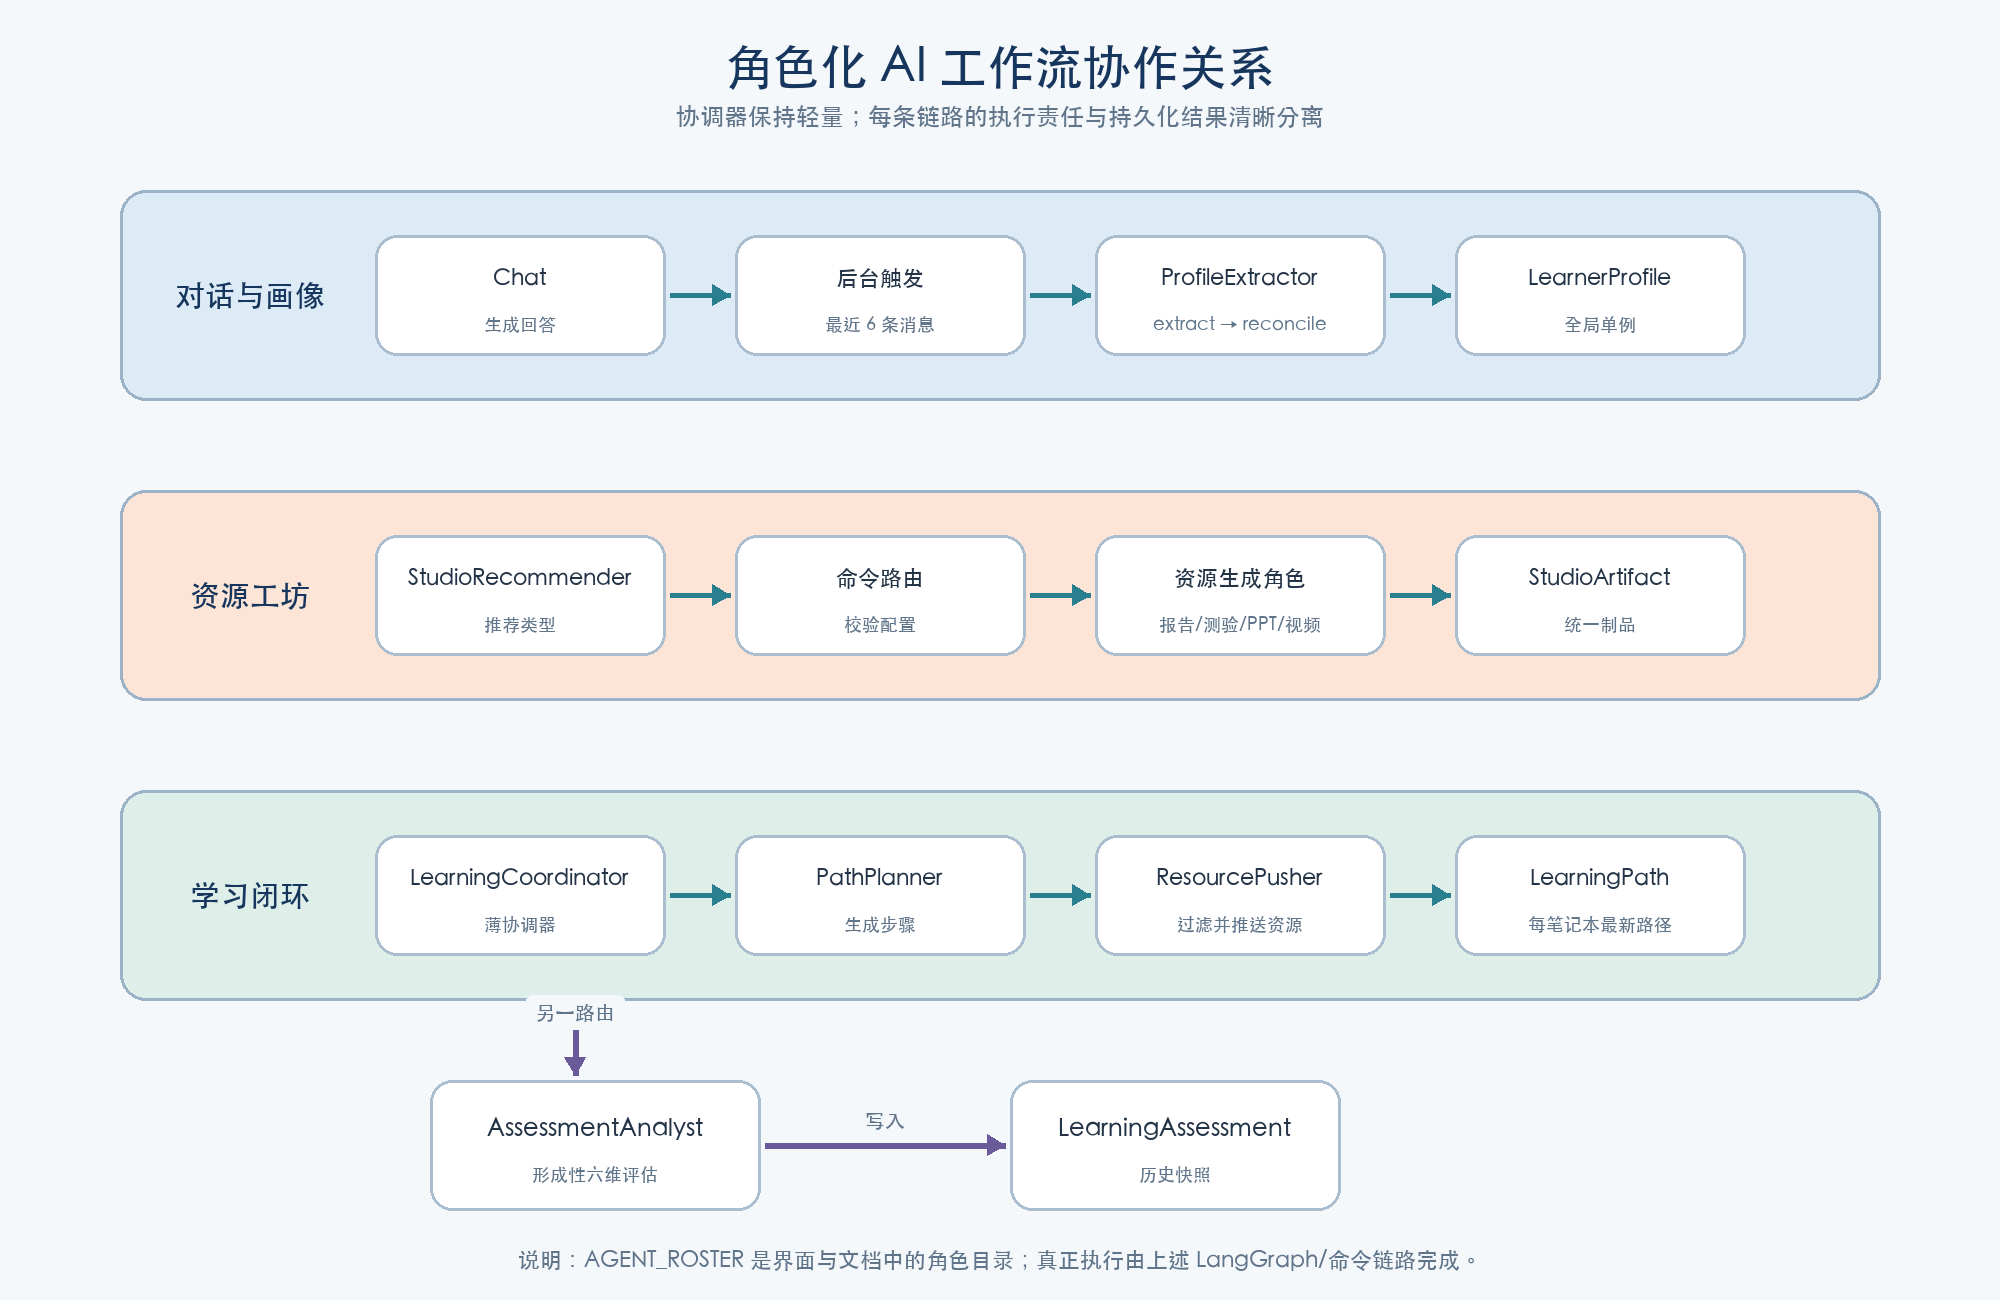 角色化 AI 工作流协作关系
协调器保持轻量；每条链路的执行责任与持久化结果清晰分离
对话与画像
Chat
生成回答
后台触发
最近 6 条消息
ProfileExtractor
extract → reconcile
LearnerProfile
全局单例
资源工坊
StudioRecommender
推荐类型
命令路由
校验配置
资源生成角色
报告/测验/PPT/视频
StudioArtifact
统一制品
学习闭环
LearningCoordinator
薄协调器
PathPlanner
生成步骤
ResourcePusher
过滤并推送资源
LearningPath
每笔记本最新路径
另一路由
AssessmentAnalyst
形成性六维评估
写入
LearningAssessment
历史快照
说明：AGENT_ROSTER 是界面与文档中的角色目录；真正执行由上述 LangGraph/命令链路完成。